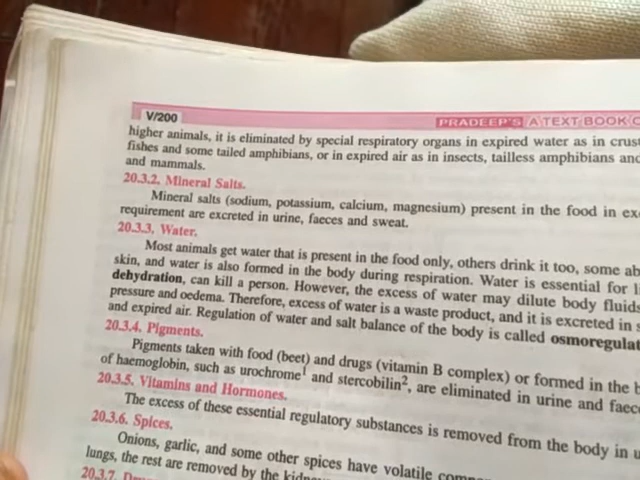 V/200
PRADEEP'S A TEXT BOOK
higher animals, it is eliminated by special respiratory organs in expired water as in
fishes and some tailed amphibians, or in expired air as in insects, tailless amphibians
and mammals.
20.3.2. Mineral Salts.
Mineral salts (sodium, potassium, calcium, magnesium) present in the food in
requirement are excreted in urine, faeces and sweat.
20.3.3. Water.
Most animals get water that is present in the food only, others drink it too, some
skin, and water is also formed in the body during respiration. Water is essential for
dehydration, can kill a person. However, the excess of water may dilute body fluids
pressure and oedema. Therefore, excess of water is a waste product, and it is excreted in
and expired air. Regulation of water and salt balance of the body is called osmoregulat
20.3.4. Pigments.
Pigments taken with food (beet) and drugs (vitamin B complex) or formed in the
of haemoglobin, such as urochrome¹ and stercobilin², are eliminated in urine and
20.3.5. Vitamins and Hormones.
The excess of these essential regulatory substances is removed from the body in
20.3.6. Spices.
Onions, garlic, and some other spices have volatile
lungs, the rest are removed by the
20.3.7.